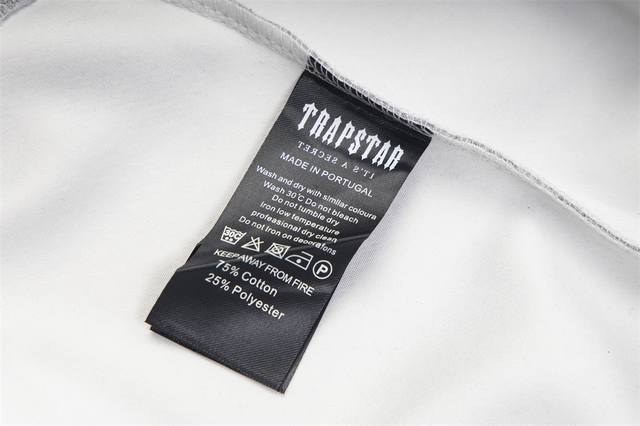 TRAPSTAR
IT'S A SECRET
MADE IN PORTUGAL
Wash and dry with similar coloura
Wash 30°C Do not bleach
Do not tumble dry
Iron low temperature
professional dry clean
Do not Iron on decorations
30C P
KEEP AWAY FROM FIRE
75% Cotton
25% Polyester